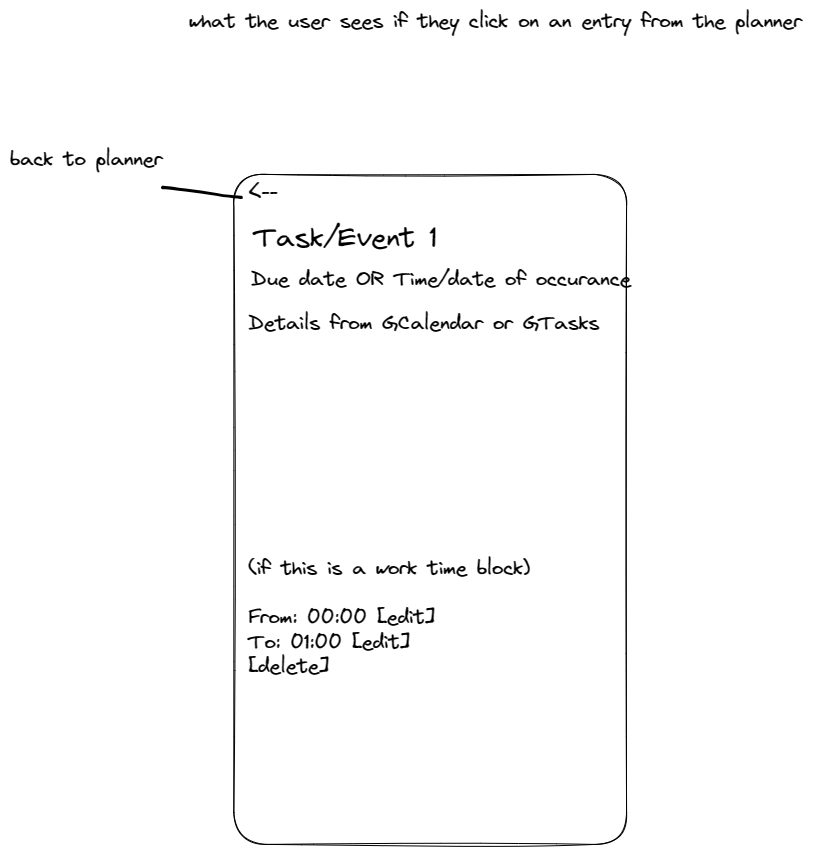 what the user sees if they click on an entry from the planner
back to planner
<--
Task/Event 1
Due date OR Time/date of occurance
Details from GCalendar or GTasks
(if this is a work time block)
From: 00:00 [edit]
To: 01:00 [edit]
[delete]